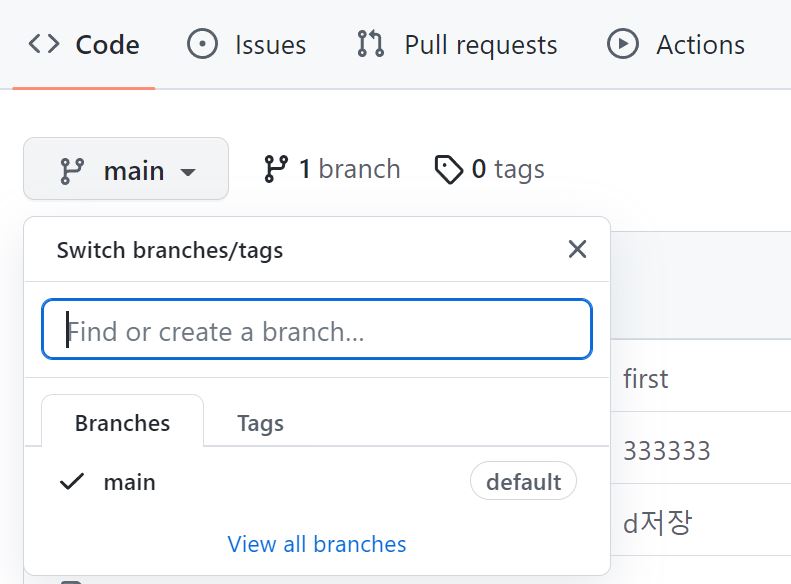 Code Issues Pull requests Actions
main 1 branch 0 tags
Switch branches/tags
Find or create a branch...
Branches Tags
first
333333
main default
d저장
View all branches